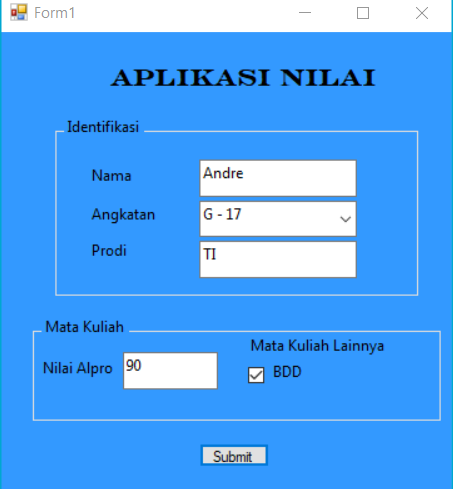 Form1
APLIKASI NILAI
Identifikasi
Nama Andre
Angkatan G - 17
Prodi TI
Mata Kuliah
Mata Kuliah Lainnya
Nilai Alpro 90 BDD
Submit